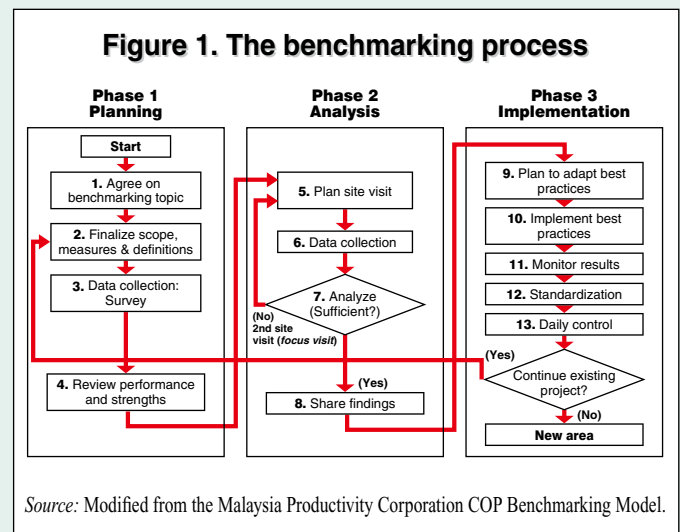 Figure 1. The benchmarking process
Phase 1
Planning
Start
1. Agree on
benchmarking topic
2. Finalize scope,
measures & definitions
3. Data collection:
Survey
4. Review performance
and strengths
Phase 2
Analysis
5. Plan site visit
6. Data collection
7. Analyze
(Sufficient?)
(No)
2nd site
visit (focus visit)
(Yes)
8. Share findings
Phase 3
Implementation
9. Plan to adapt best
practices
10. Implement best
practices
11. Monitor results
12. Standardization
13. Daily control
(Yes)
Continue existing
project?
(No)
New area
Source: Modified from the Malaysia Productivity Corporation COP Benchmarking Model.